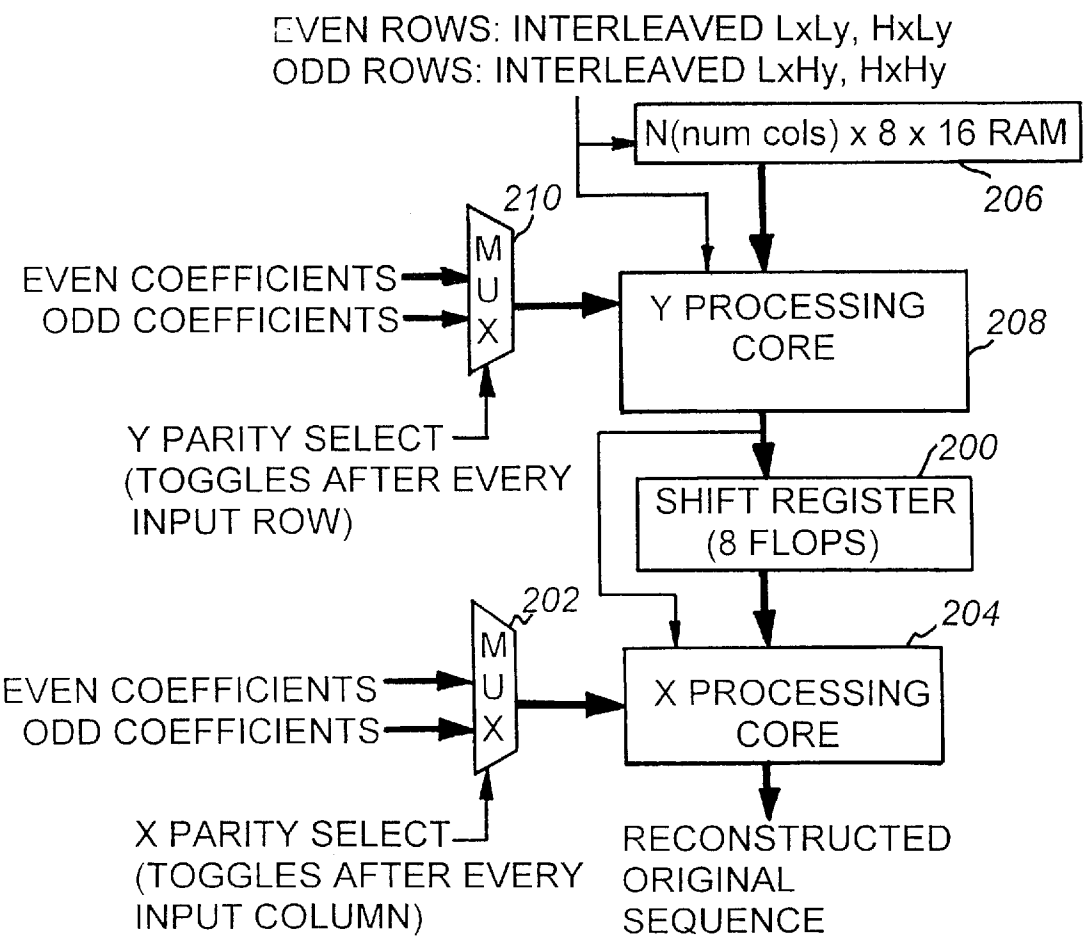 EVEN ROWS: INTERLEAVED LxLy, HxLy
ODD ROWS: INTERLEAVED LxHy, HxHy
N(num cols) x 8 x 16 RAM
206
210
MUX
EVEN COEFFICIENTS
ODD COEFFICIENTS
Y PROCESSING
CORE
208
Y PARITY SELECT
(TOGGLES AFTER EVERY
INPUT ROW)
200
SHIFT REGISTER
(8 FLOPS)
202
MUX
204
EVEN COEFFICIENTS
ODD COEFFICIENTS
X PROCESSING
CORE
X PARITY SELECT
(TOGGLES AFTER EVERY
INPUT COLUMN)
RECONSTRUCTED
ORIGINAL
SEQUENCE